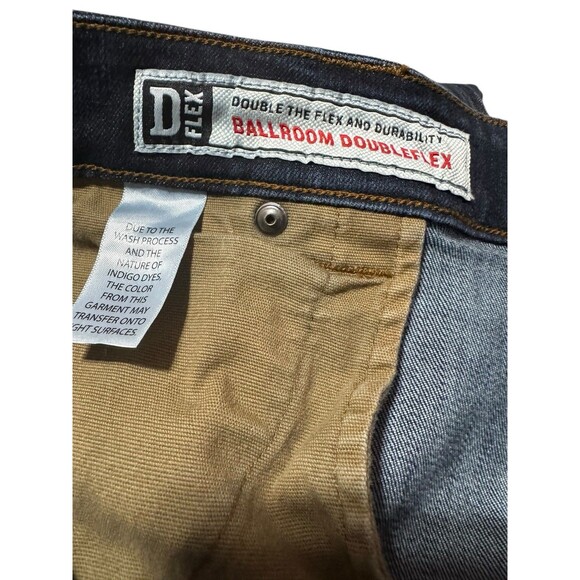 D FLEX
DOUBLE THE FLEX AND DURABILITY
BALLROOM DOUBLEFLEX
DUE TO THE
WASH PROCESS
AND THE
NATURE OF
INDIGO DYES,
THE COLOR
FROM THIS
GARMENT MAY
TRANSFER ONTO
GHT SURFACES.